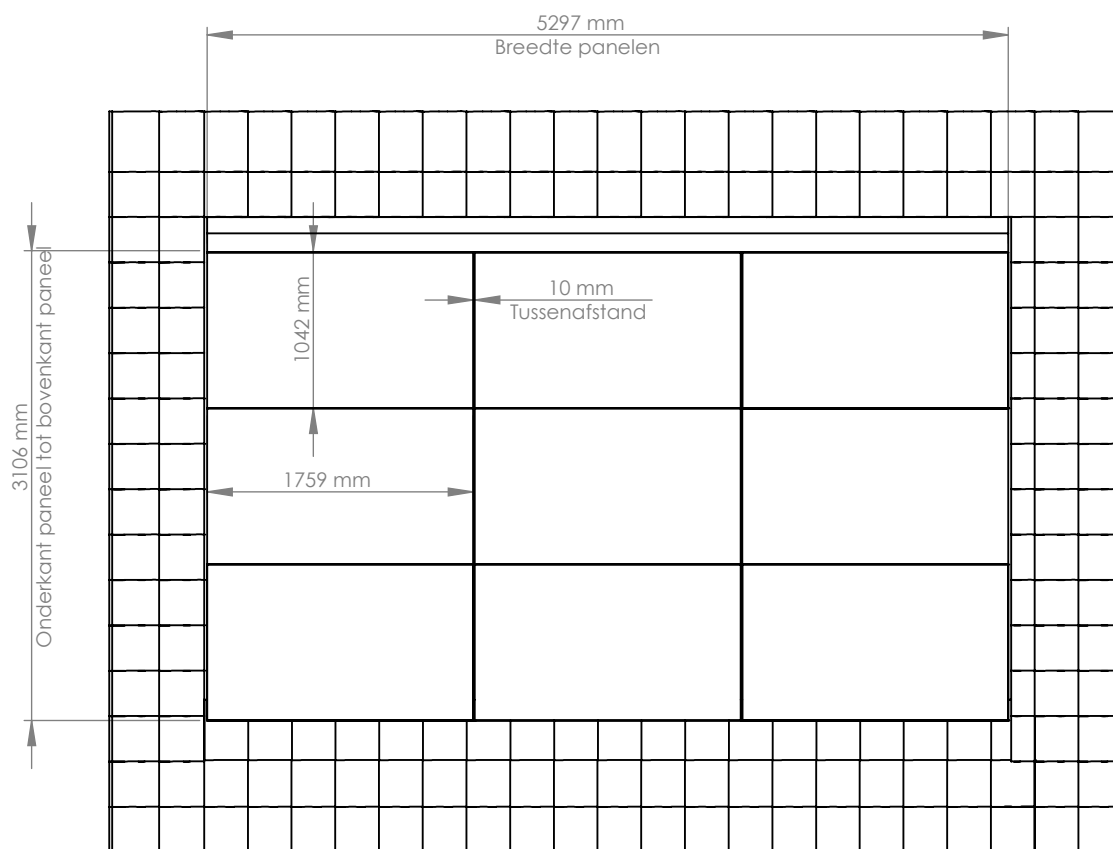 5297 mm
Breedte panelen
10 mm
Tussenafstand
1042 mm
3106 mm
Onderkant paneel tot bovenkant paneel
1759 mm